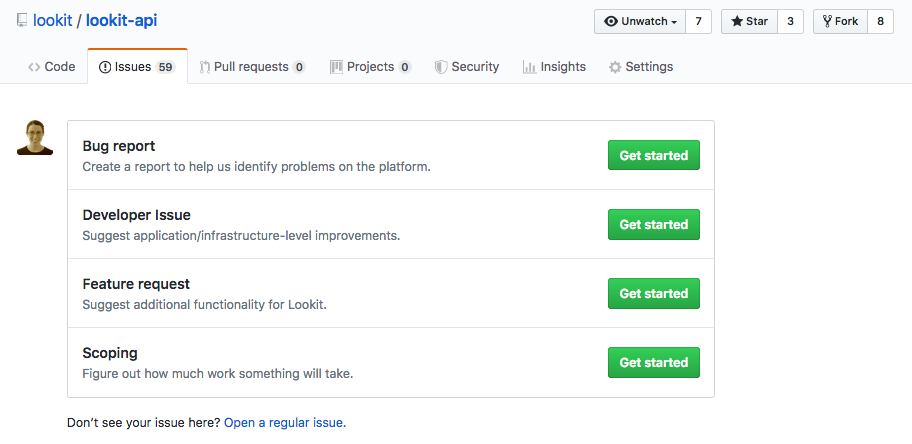 lookit / lookit-api
Unwatch 7 Star 3 Fork 8
Code Issues 59 Pull requests 0 Projects 0 Security Insights Settings
Bug report
Create a report to help us identify problems on the platform.
Get started
Developer Issue
Suggest application/infrastructure-level improvements.
Get started
Feature request
Suggest additional functionality for Lookit.
Get started
Scoping
Figure out how much work something will take.
Get started
Don’t see your issue here? Open a regular issue.